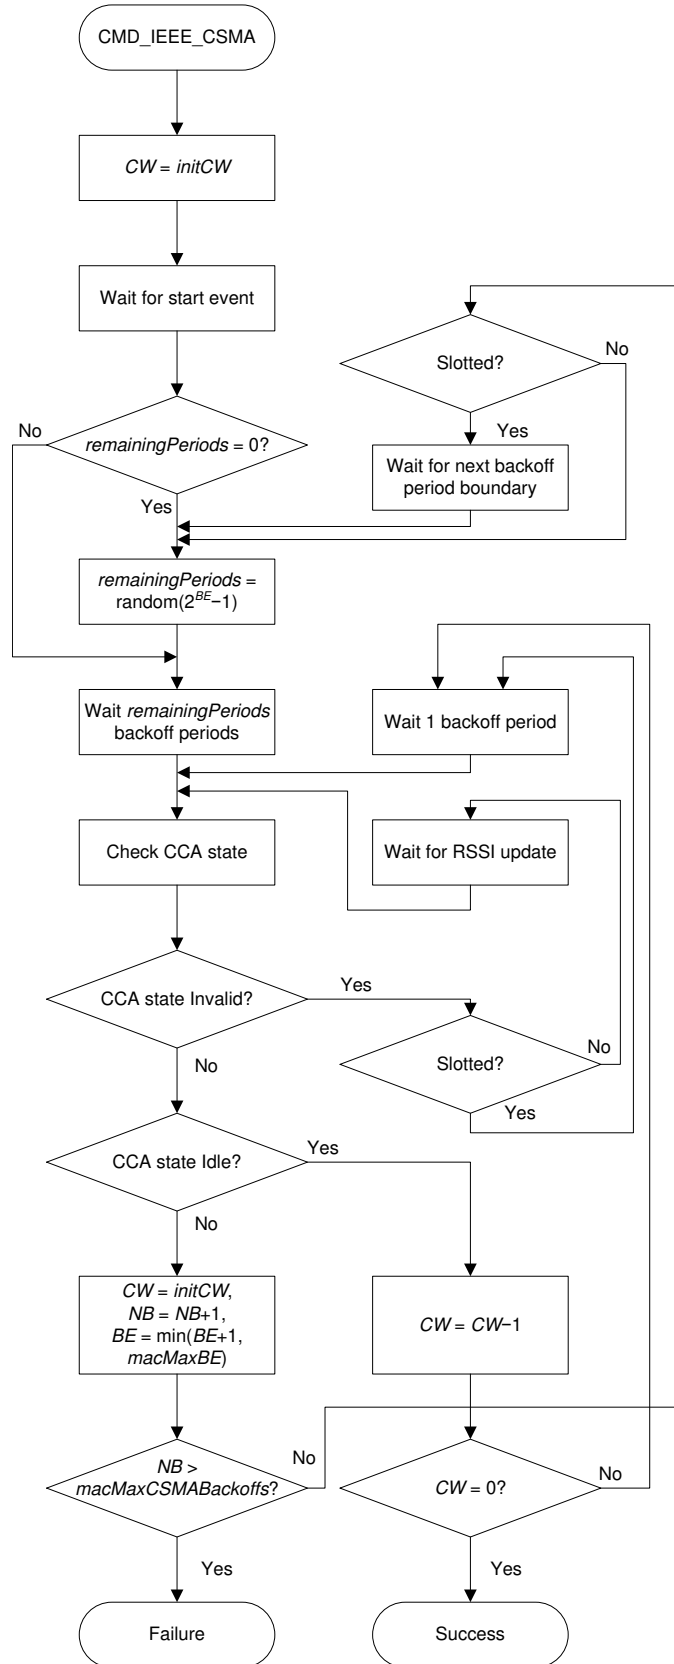 CMD_IEEE_CSMA
CW = initCW
Wait for start event
Slotted?
No
Yes
Wait for next backoff
period boundary
No
remainingPeriods = 0?
Yes
remainingPeriods =
random(2^BE−1)
Wait remainingPeriods
backoff periods
Wait 1 backoff period
Check CCA state
Wait for RSSI update
CCA state Invalid?
Yes
No
Slotted?
No
Yes
CCA state Idle?
Yes
No
CW = initCW,
NB = NB+1,
BE = min(BE+1,
macMaxBE)
CW = CW−1
NB >
macMaxCSMABackoffs?
No
Yes
CW = 0?
No
Yes
Failure
Success